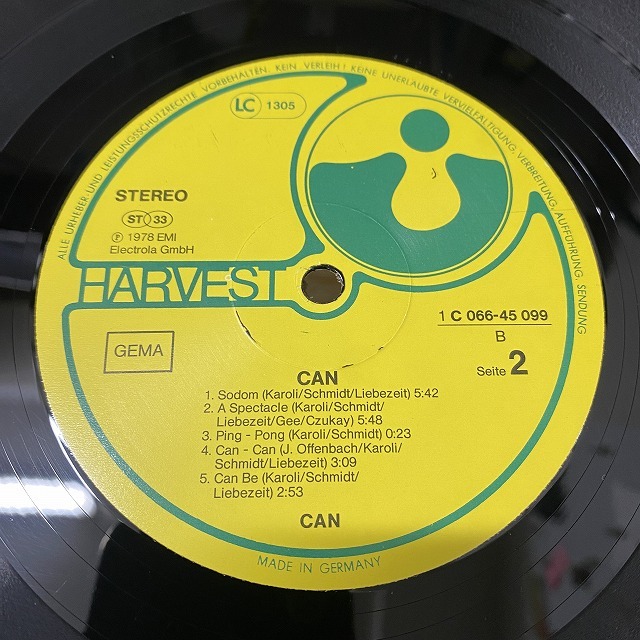 ALLE URHEBER- UND LEISTUNGSSCHUTZRECHTE VORBEHALTEN. KEIN VERLEIH! KEINE UNERLAUBTE VERVIELFÄLTIGUNG, VERBREITUNG, AUFFÜHRUNG, SENDUNG
LC 1305
STEREO
ST 33
Ⓟ 1978 EMI
Electrola GmbH
HARVEST
1 C 066-45 099
B
Seite 2
GEMA
CAN
1. Sodom (Karoli/Schmidt/Liebezeit) 5:42
2. A Spectacle (Karoli/Schmidt/
Liebezeit/Gee/Czukay) 5:48
3. Ping - Pong (Karoli/Schmidt) 0:23
4. Can - Can (J. Offenbach/Karoli/
Schmidt/Liebezeit) 3:09
5. Can Be (Karoli/Schmidt/
Liebezeit) 2:53
CAN
MADE IN GERMANY